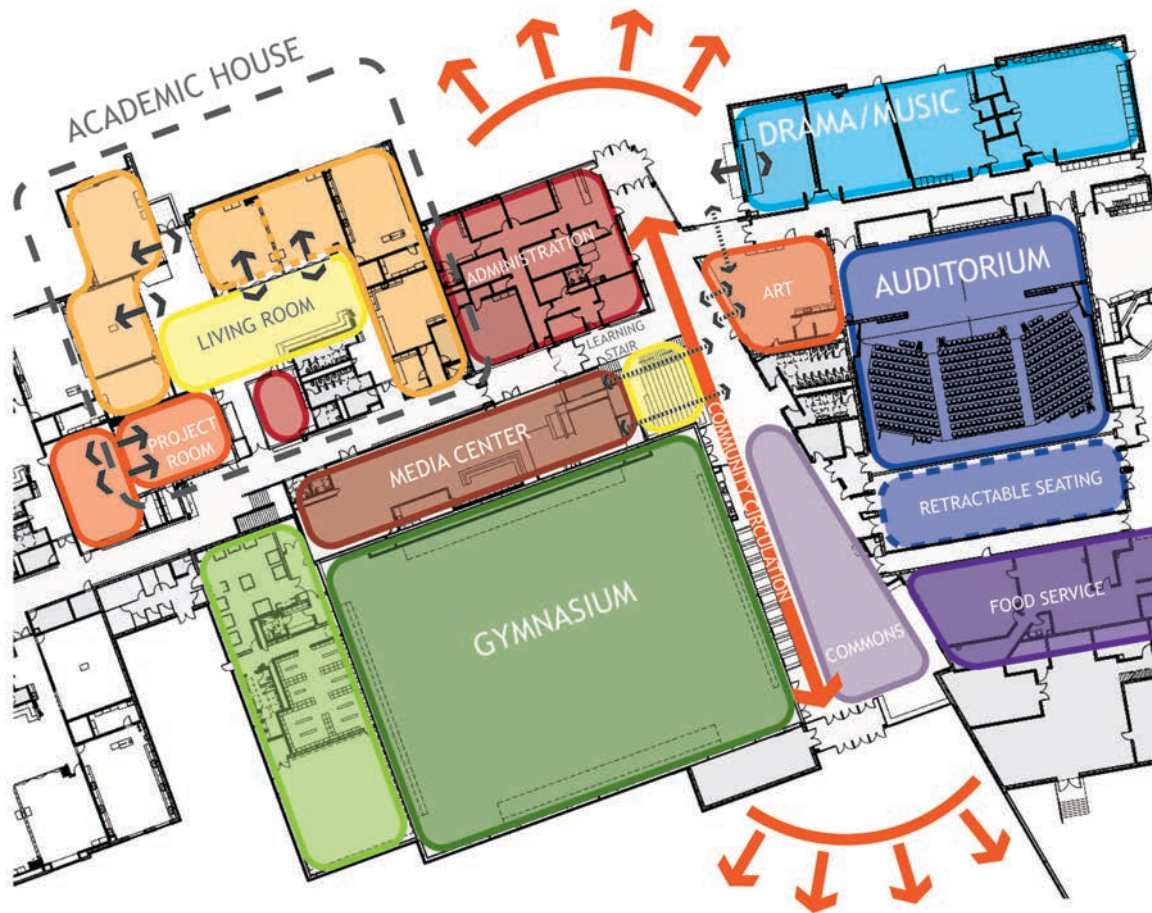 ACADEMIC HOUSE
DRAMA/MUSIC
ADMINISTRATION
ART
AUDITORIUM
LIVING ROOM
LEARNING
STAIR
PROJECT
ROOM
MEDIA CENTER
COMMUNITY CIRCULATION
RETRACTABLE SEATING
GYMNASIUM
FOOD SERVICE
COMMONS